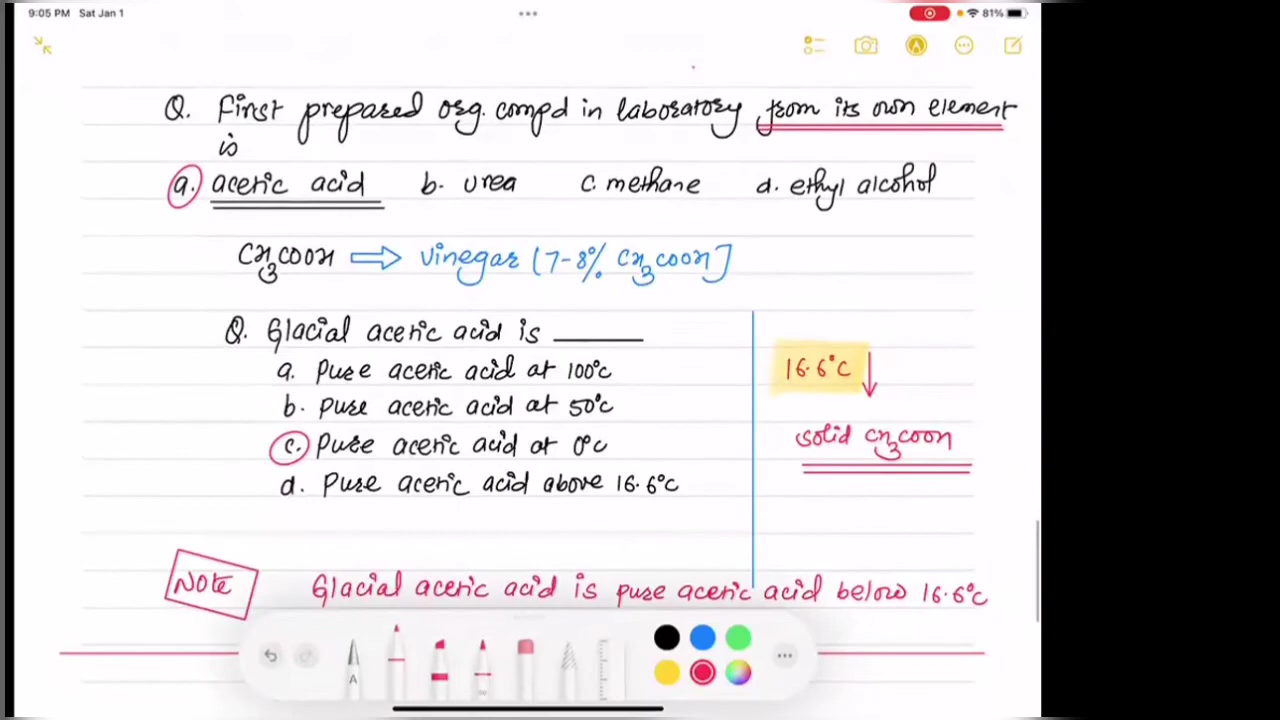 9:05 PM Sat Jan 1
81%
Q. First prepared org. compd in laboratory from its own element
is
a. acetic acid b. urea c. methane d. ethyl alcohol
CH3COOH ⇒ vinegar [7-8% CH3COOH]
Q. Glacial acetic acid is ______
a. Pure acetic acid at 100°C
b. Pure acetic acid at 50°C
c. Pure acetic acid at 0°C
d. Pure acetic acid above 16.6°C
16.6°C ↓
solid CH3COOH
Note Glacial acetic acid is pure acetic acid below 16.6°C
A